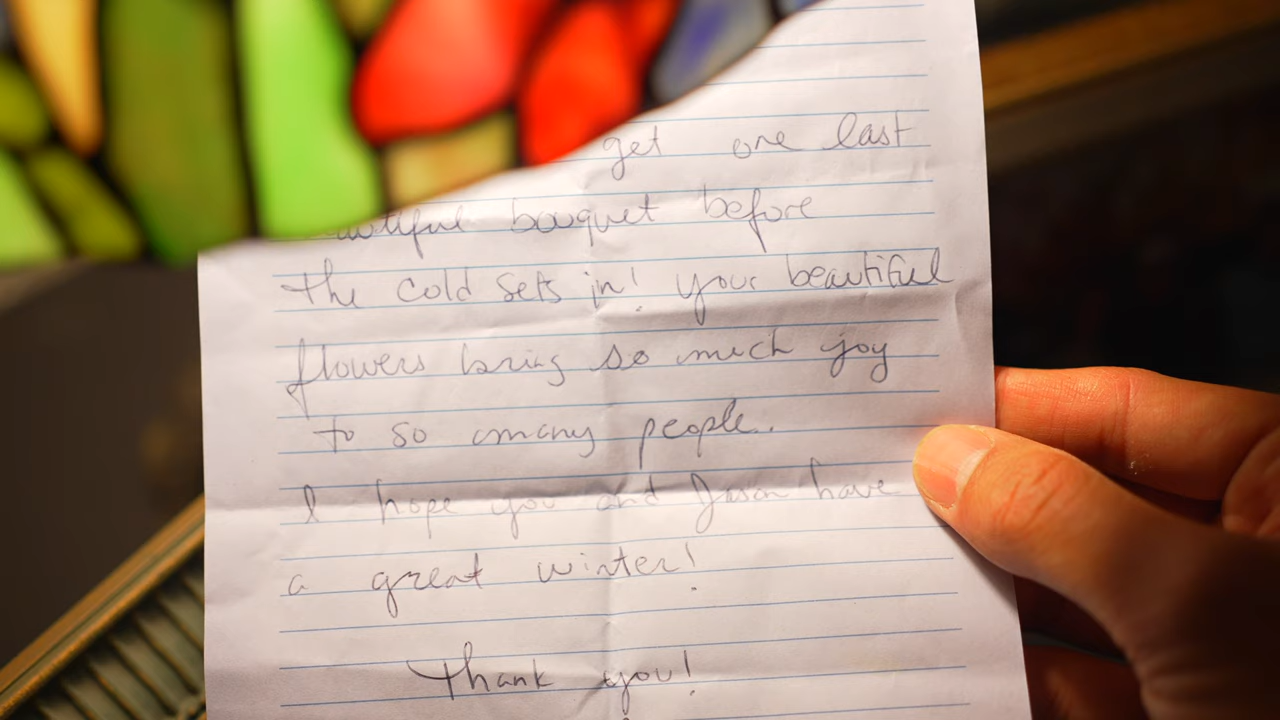 get one last
bouquet before
the cold sets in! your beautiful
flowers bring so much joy
to so many people.
I hope you and Jason have
a great winter!
Thank you!